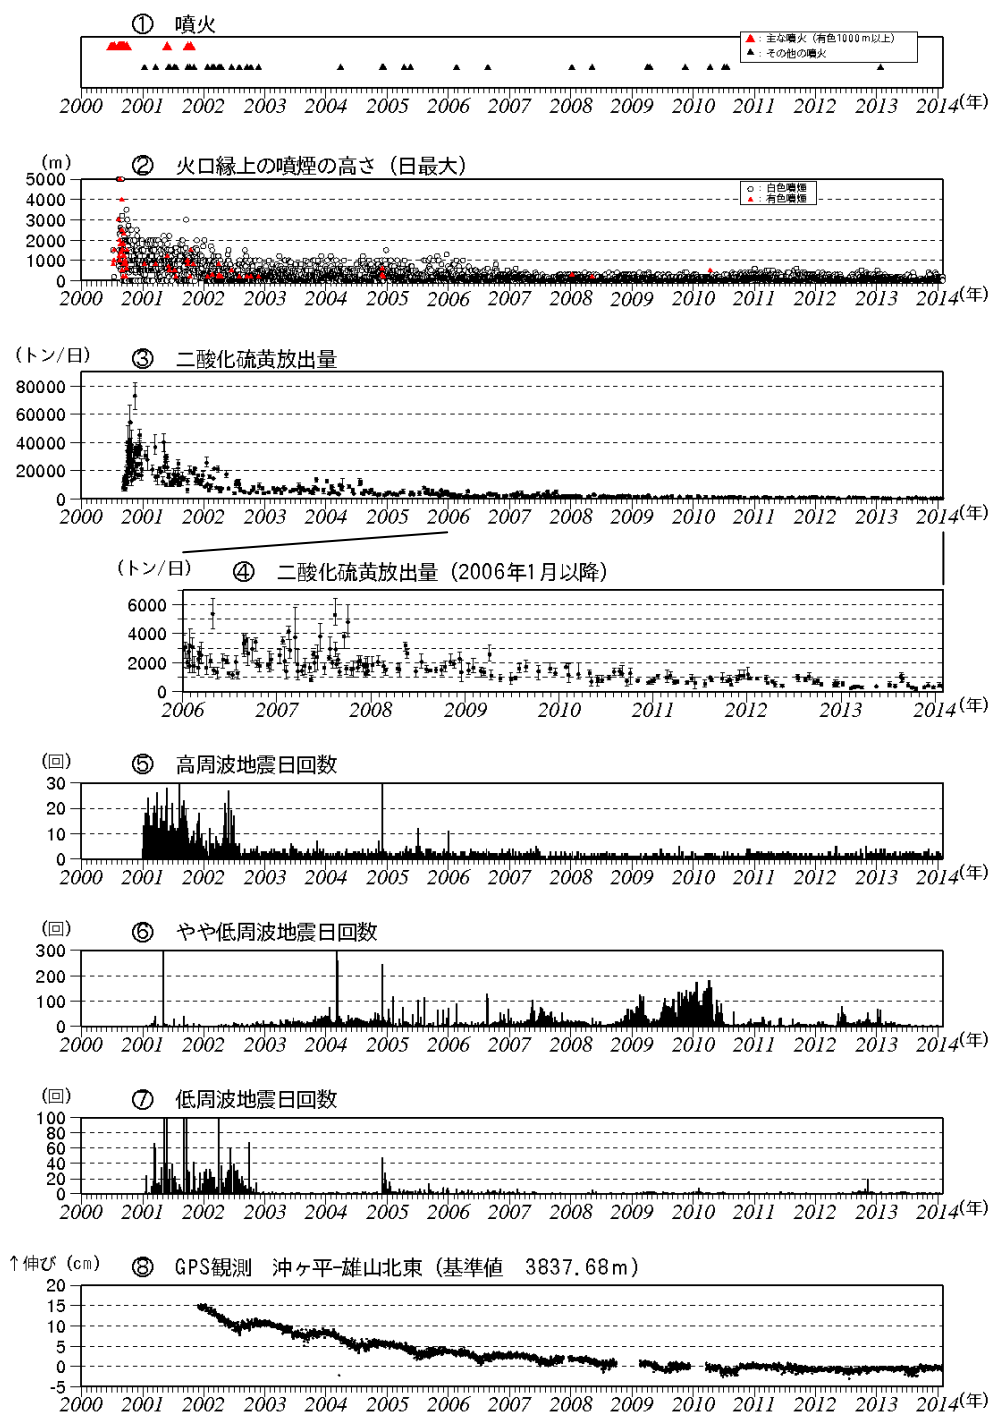 ① 噴火
▲：主な噴火（有色1000m以上）
▲：その他の噴火
2000 2001 2002 2003 2004 2005 2006 2007 2008 2009 2010 2011 2012 2013 2014(年)
(m) ② 火口縁上の噴煙の高さ（日最大）
○：白色噴煙
▲：有色噴煙
5000
4000
3000
2000
1000
0
2000 2001 2002 2003 2004 2005 2006 2007 2008 2009 2010 2011 2012 2013 2014(年)
(トン/日) ③ 二酸化硫黄放出量
80000
60000
40000
20000
0
2000 2001 2002 2003 2004 2005 2006 2007 2008 2009 2010 2011 2012 2013 2014(年)
(トン/日) ④ 二酸化硫黄放出量（2006年1月以降）
6000
4000
2000
0
2006 2007 2008 2009 2010 2011 2012 2013 2014(年)
(回) ⑤ 高周波地震日回数
30
20
10
0
2000 2001 2002 2003 2004 2005 2006 2007 2008 2009 2010 2011 2012 2013 2014(年)
(回) ⑥ やや低周波地震日回数
300
200
100
0
2000 2001 2002 2003 2004 2005 2006 2007 2008 2009 2010 2011 2012 2013 2014(年)
(回) ⑦ 低周波地震日回数
100
80
60
40
20
0
2000 2001 2002 2003 2004 2005 2006 2007 2008 2009 2010 2011 2012 2013 2014(年)
↑伸び (cm) ⑧ GPS観測 沖ヶ平-雄山北東（基準値 3837.68m）
20
15
10
5
0
-5
2000 2001 2002 2003 2004 2005 2006 2007 2008 2009 2010 2011 2012 2013 2014(年)